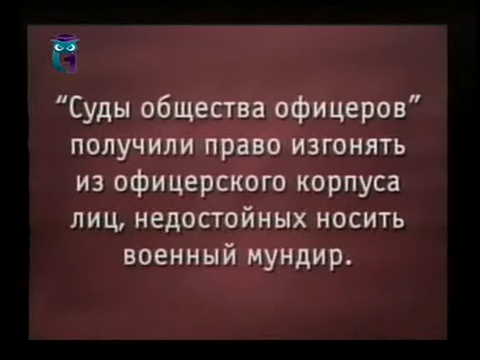 “Суды общества офицеров”
получили право изгонять
из офицерского корпуса
лиц, недостойных носить
военный мундир.